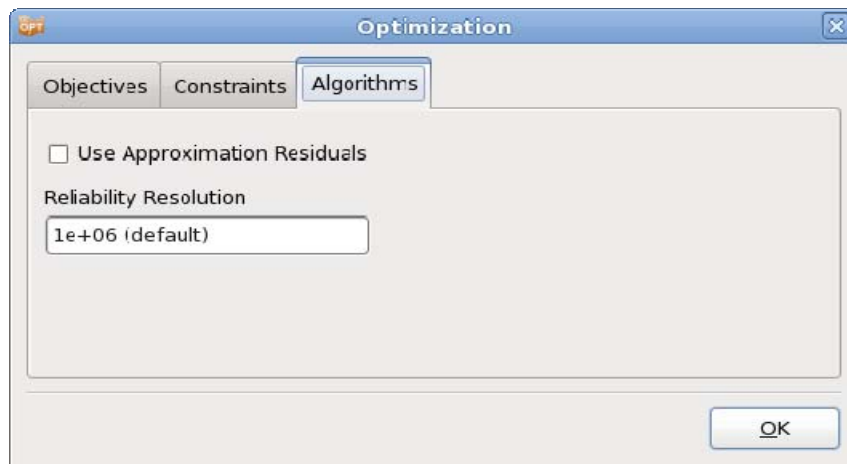 OPT
Optimization
Objectives
Constraints
Algorithms
Use Approximation Residuals
Reliability Resolution
1e+06 (default)
OK